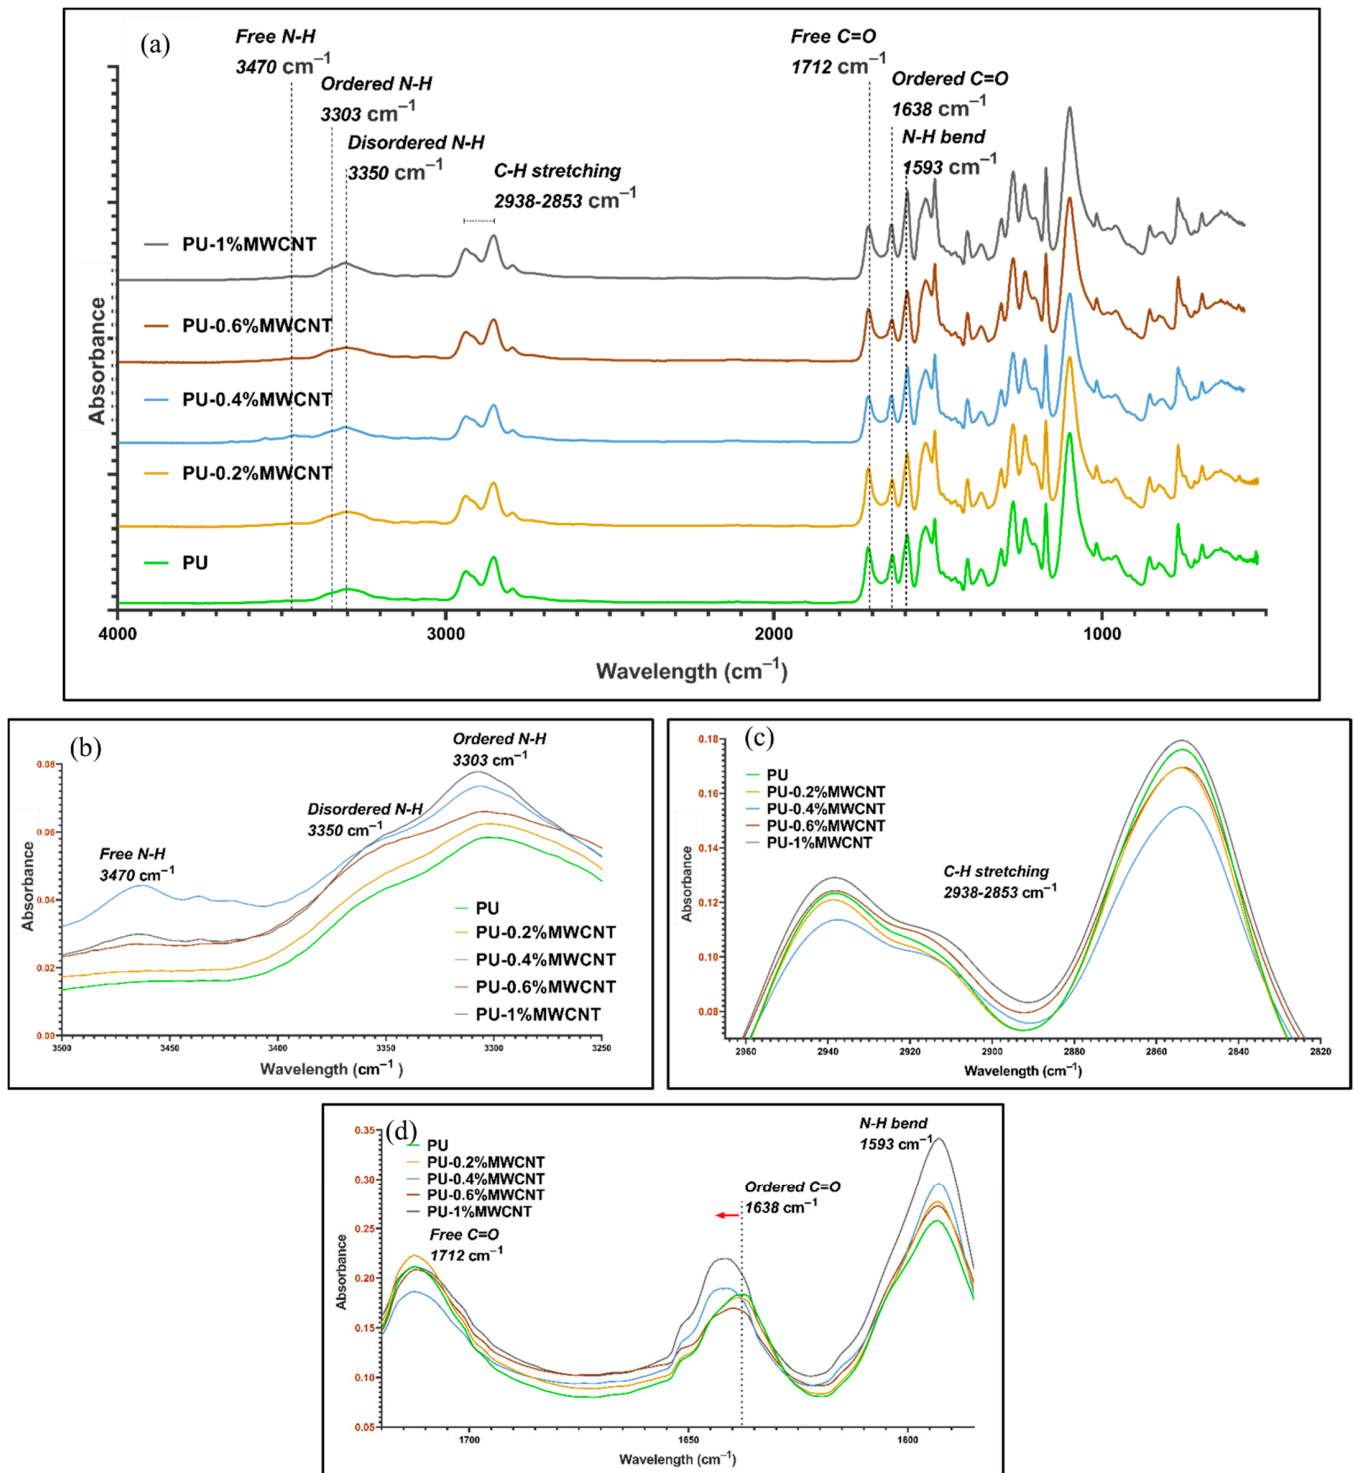 (a)
Free N-H
3470 cm⁻¹
Ordered N-H
3303 cm⁻¹
Disordered N-H
3350 cm⁻¹
C-H stretching
2938-2853 cm⁻¹
Free C=O
1712 cm⁻¹
Ordered C=O
1638 cm⁻¹
N-H bend
1593 cm⁻¹
PU-1%MWCNT
PU-0.6%MWCNT
PU-0.4%MWCNT
PU-0.2%MWCNT
PU
Absorbance
4000
3000
2000
1000
Wavelength (cm⁻¹)
(b)
Ordered N-H
3303 cm⁻¹
Disordered N-H
3350 cm⁻¹
Free N-H
3470 cm⁻¹
PU
PU-0.2%MWCNT
PU-0.4%MWCNT
PU-0.6%MWCNT
PU-1%MWCNT
Absorbance
0.08
0.06
0.04
0.02
0.00
3500
3450
3400
3350
3300
3250
Wavelength (cm⁻¹ )
(c)
PU
PU-0.2%MWCNT
PU-0.4%MWCNT
PU-0.6%MWCNT
PU-1%MWCNT
C-H stretching
2938-2853 cm⁻¹
Absorbance
0.18
0.16
0.14
0.12
0.10
0.08
2960
2940
2920
2900
2880
2860
2840
2820
Wavelength (cm⁻¹)
(d)
PU
PU-0.2%MWCNT
PU-0.4%MWCNT
PU-0.6%MWCNT
PU-1%MWCNT
Free C=O
1712 cm⁻¹
Ordered C=O
1638 cm⁻¹
N-H bend
1593 cm⁻¹
Absorbance
0.35
0.30
0.25
0.20
0.15
0.10
0.05
1700
1650
1600
Wavelength (cm⁻¹)